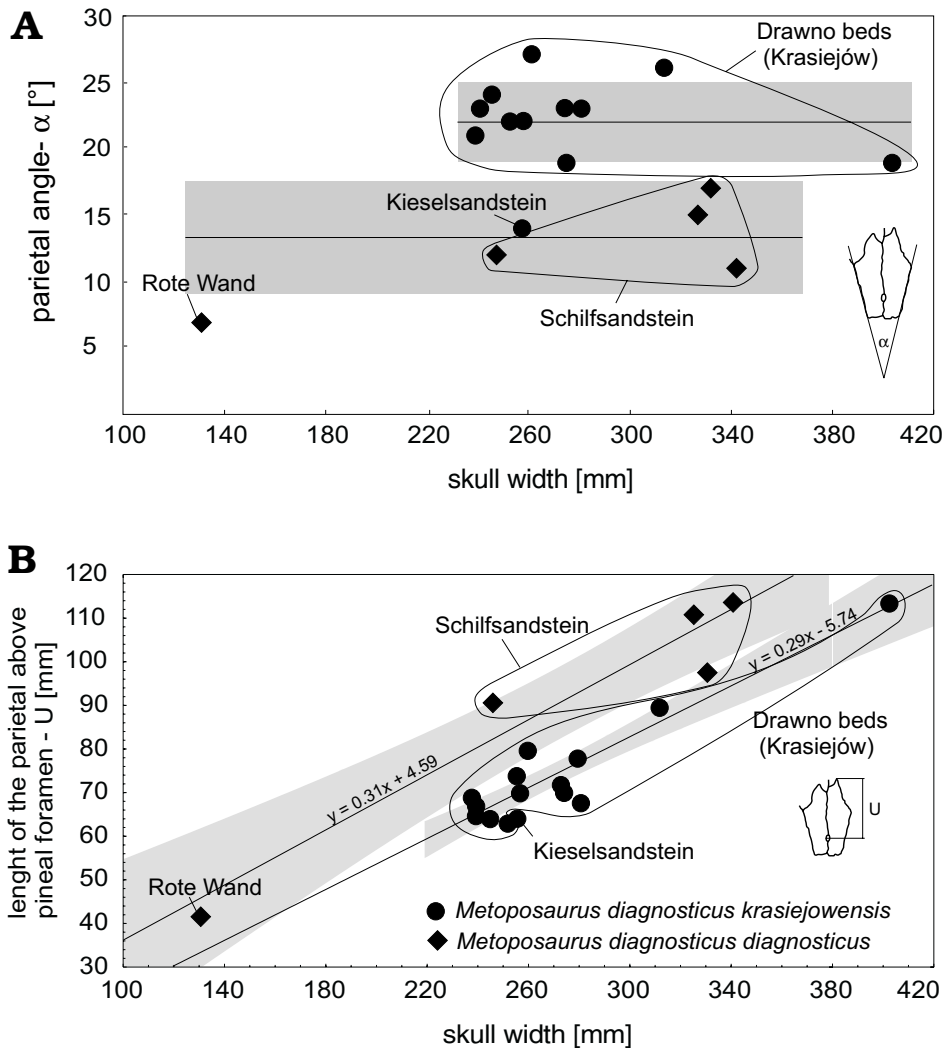 A
30
25
20
15
10
5
parietal angle- α [°]
Drawno beds
(Krasiejów)
Kieselsandstein
Rote Wand
Schilfsandstein
α
100 140 180 220 260 300 340 380 420
skull width [mm]
B
120
110
100
90
80
70
60
50
40
30
lenght of the parietal above
pineal foramen - U [mm]
Schilfsandstein
y = 0.29x - 5.74
Drawno beds
(Krasiejów)
y = 0.31x + 4.59
U
Kieselsandstein
Rote Wand
Metoposaurus diagnosticus krasiejowensis
Metoposaurus diagnosticus diagnosticus
100 140 180 220 260 300 340 380 420
skull width [mm]